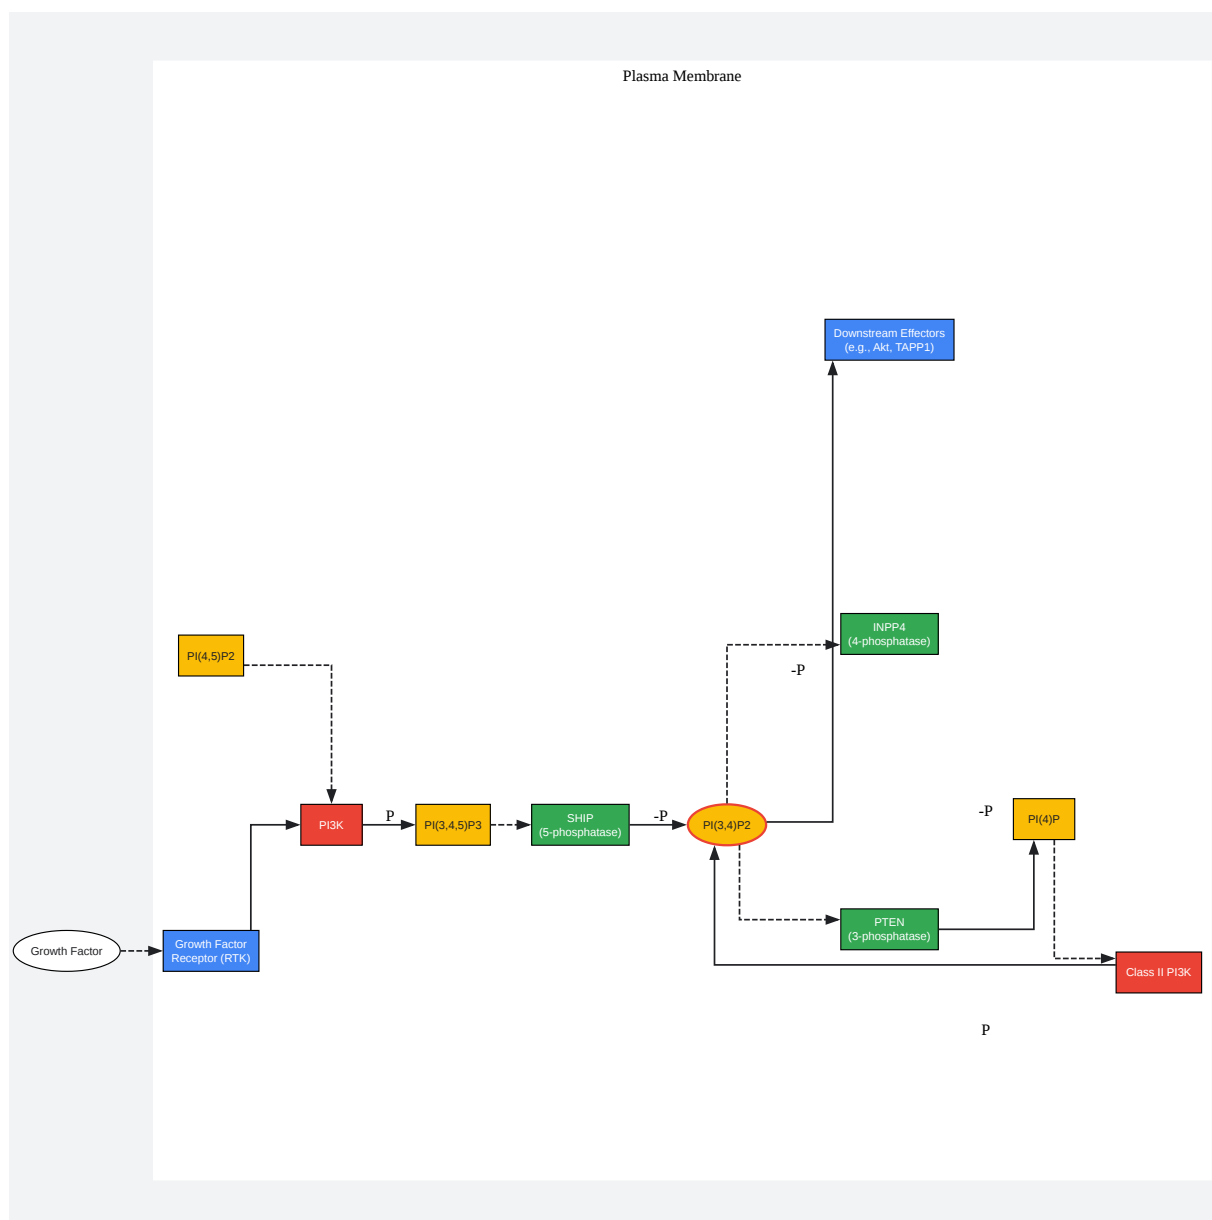 Plasma Membrane
Downstream Effectors
(e.g., Akt, TAPP1)
INPP4
(4-phosphatase)
-P
PI(4,5)P2
PI3K
P
PI(3,4,5)P3
SHIP
(5-phosphatase)
-P
PI(3,4)P2
-P
PI(4)P
Growth Factor
Growth Factor
Receptor (RTK)
PTEN
(3-phosphatase)
Class II PI3K
P